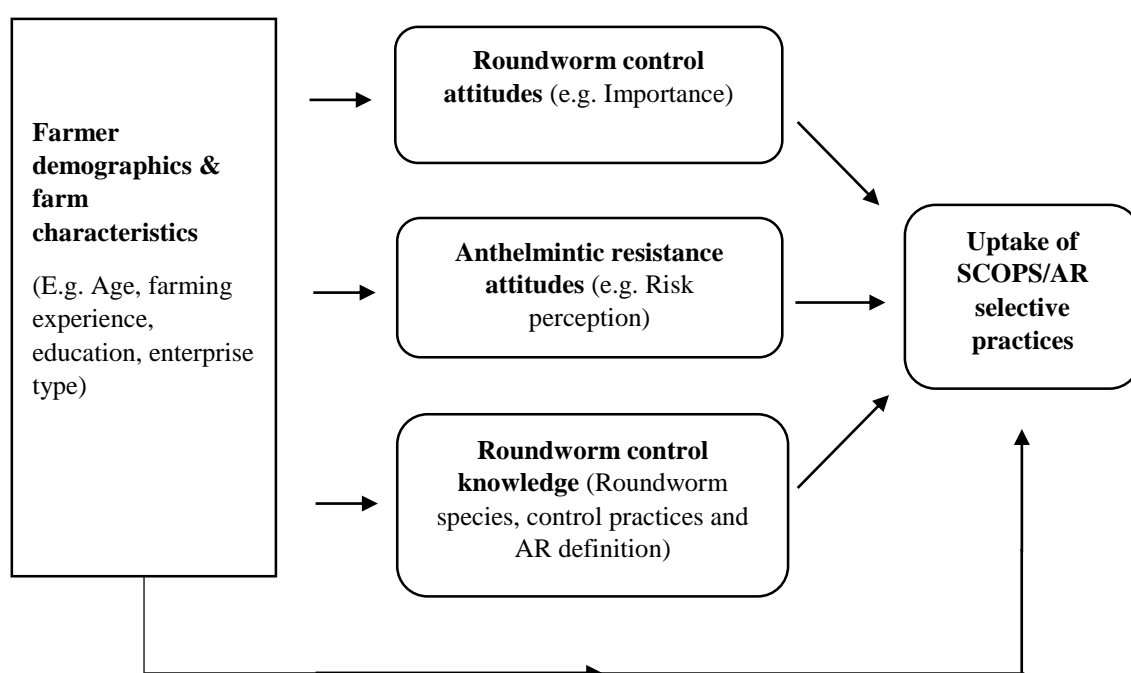 Farmer
demographics &
farm
characteristics
(E.g. Age, farming
experience,
education, enterprise
type)
Roundworm control
attitudes (e.g. Importance)
Anthelmintic resistance
attitudes (e.g. Risk
perception)
Roundworm control
knowledge (Roundworm
species, control practices and
AR definition)
Uptake of
SCOPS/AR
selective
practices